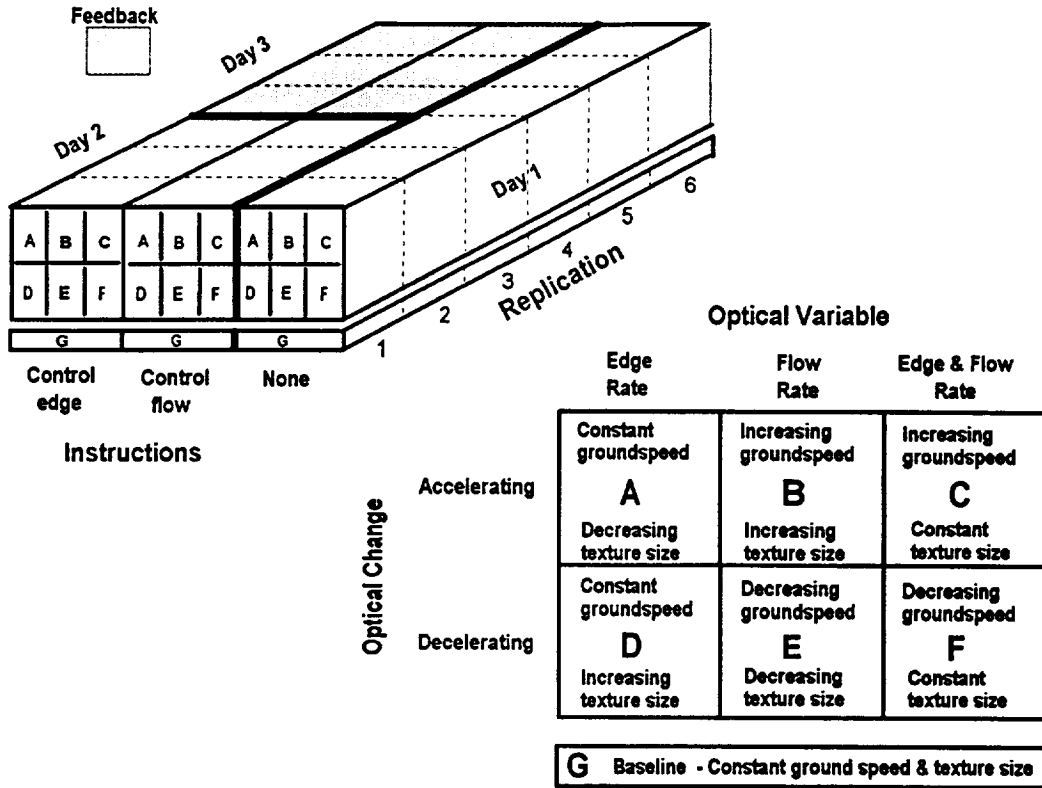 Feedback
Day 3
Day 2
Day 1
A B C A B C A B C
D E F D E F D E F
G G G
1
2
3
4
5
6
Replication
Control edge
Control flow
None
Instructions
Optical Variable
Edge Rate
Flow Rate
Edge & Flow Rate
Optical Change
Accelerating
Constant groundspeed
A
Decreasing texture size
Increasing groundspeed
B
Increasing texture size
Increasing groundspeed
C
Constant texture size
Decelerating
Constant groundspeed
D
Increasing texture size
Decreasing groundspeed
E
Decreasing texture size
Decreasing groundspeed
F
Constant texture size
G Baseline - Constant ground speed & texture size